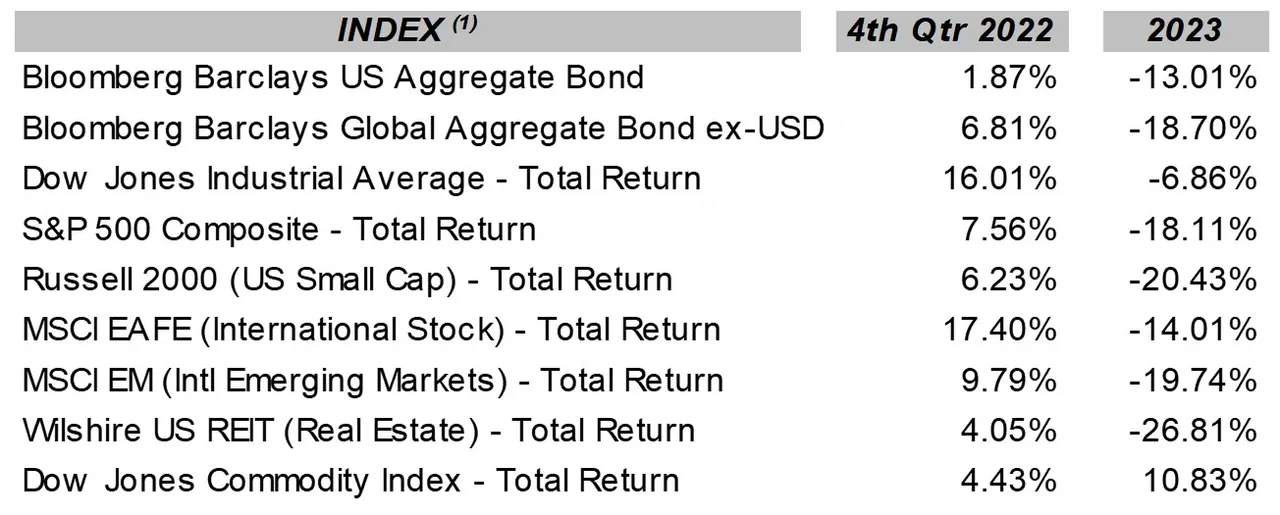 INDEX (1) 4th Qtr 2022 2023
Bloomberg Barclays US Aggregate Bond 1.87% -13.01%
Bloomberg Barclays Global Aggregate Bond ex-USD 6.81% -18.70%
Dow Jones Industrial Average - Total Return 16.01% -6.86%
S&P 500 Composite - Total Return 7.56% -18.11%
Russell 2000 (US Small Cap) - Total Return 6.23% -20.43%
MSCI EAFE (International Stock) - Total Return 17.40% -14.01%
MSCI EM (Intl Emerging Markets) - Total Return 9.79% -19.74%
Wilshire US REIT (Real Estate) - Total Return 4.05% -26.81%
Dow Jones Commodity Index - Total Return 4.43% 10.83%